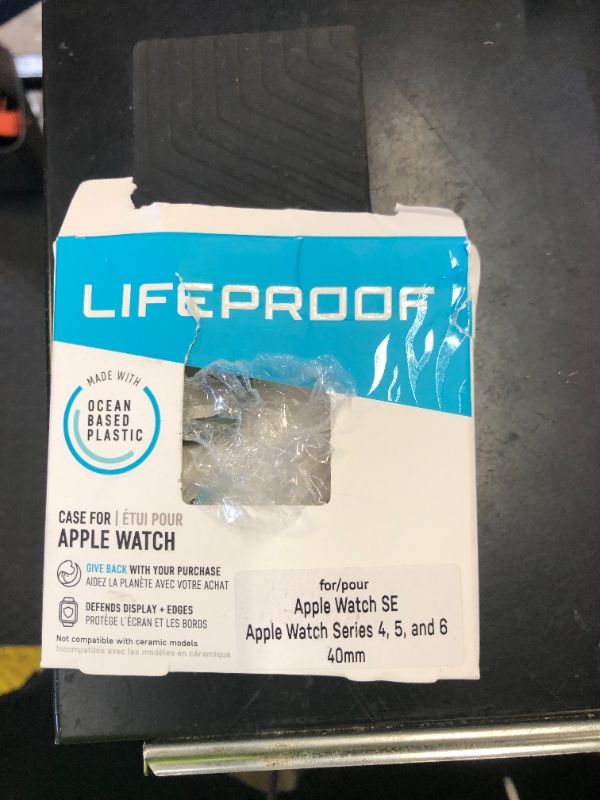 LIFEPROOF
MADE WITH
OCEAN
BASED
PLASTIC
CASE FOR | ÉTUI POUR
APPLE WATCH
GIVE BACK WITH YOUR PURCHASE
AIDEZ LA PLANÈTE AVEC VOTRE ACHAT
DEFENDS DISPLAY + EDGES
PROTÈGE L'ÉCRAN ET LES BORDS
Not compatible with ceramic models
Incompatible avec les modèles en céramique
for/pour
Apple Watch SE
Apple Watch Series 4, 5, and 6
40mm